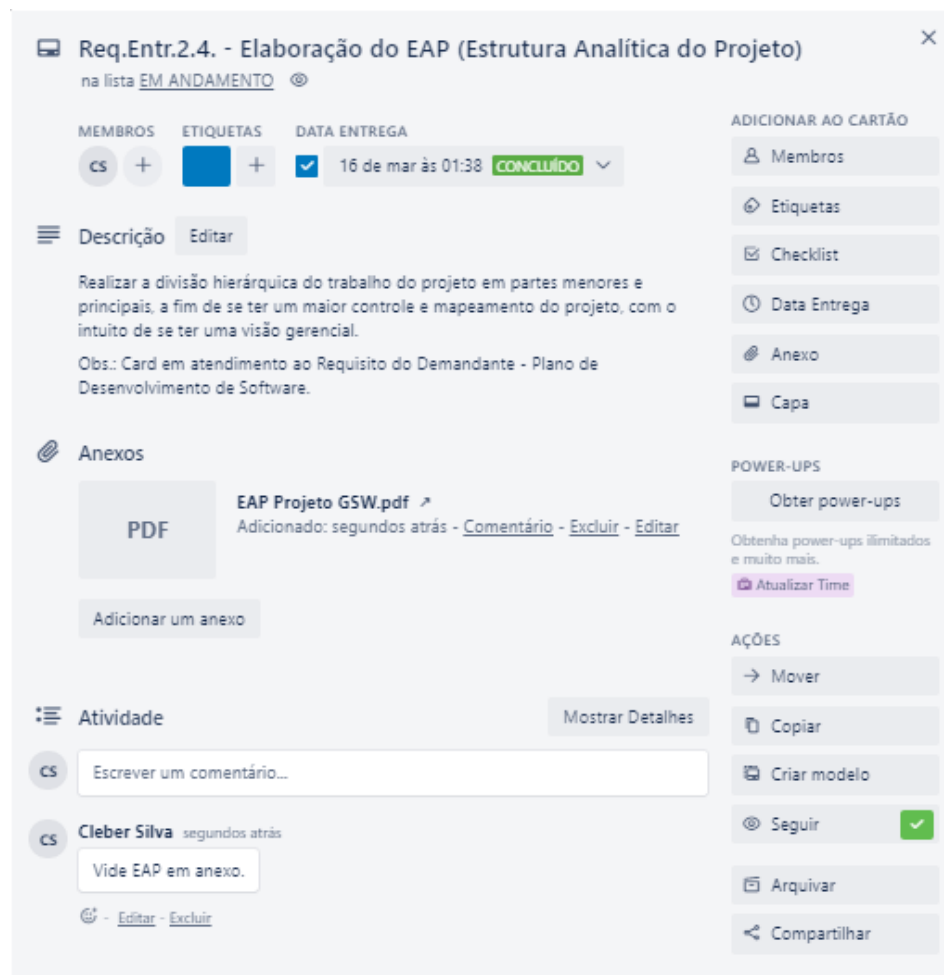 Req.Entr.2.4. - Elaboração do EAP (Estrutura Analítica do Projeto)
na lista EM ANDAMENTO
MEMBROS
ETIQUETAS
DATA ENTREGA
CS
16 de mar às 01:38 CONCLUÍDO
Descrição
Editar
Realizar a divisão hierárquica do trabalho do projeto em partes menores e
principais, a fim de se ter um maior controle e mapeamento do projeto, com o
intuito de se ter uma visão gerencial.
Obs.: Card em atendimento ao Requisito do Demandante - Plano de
Desenvolvimento de Software.
Anexos
PDF
EAP Projeto GSW.pdf
Adicionado: segundos atrás - Comentário - Excluir - Editar
Adicionar um anexo
Atividade
Mostrar Detalhes
CS
Escrever um comentário...
CS
Cleber Silva segundos atrás
Vide EAP em anexo.
- Editar - Excluir
ADICIONAR AO CARTÃO
Membros
Etiquetas
Checklist
Data Entrega
Anexo
Capa
POWER-UPS
Obter power-ups
Obtenha power-ups ilimitados
e muito mais.
Atualizar Time
AÇÕES
Mover
Copiar
Criar modelo
Seguir
Arquivar
Compartilhar